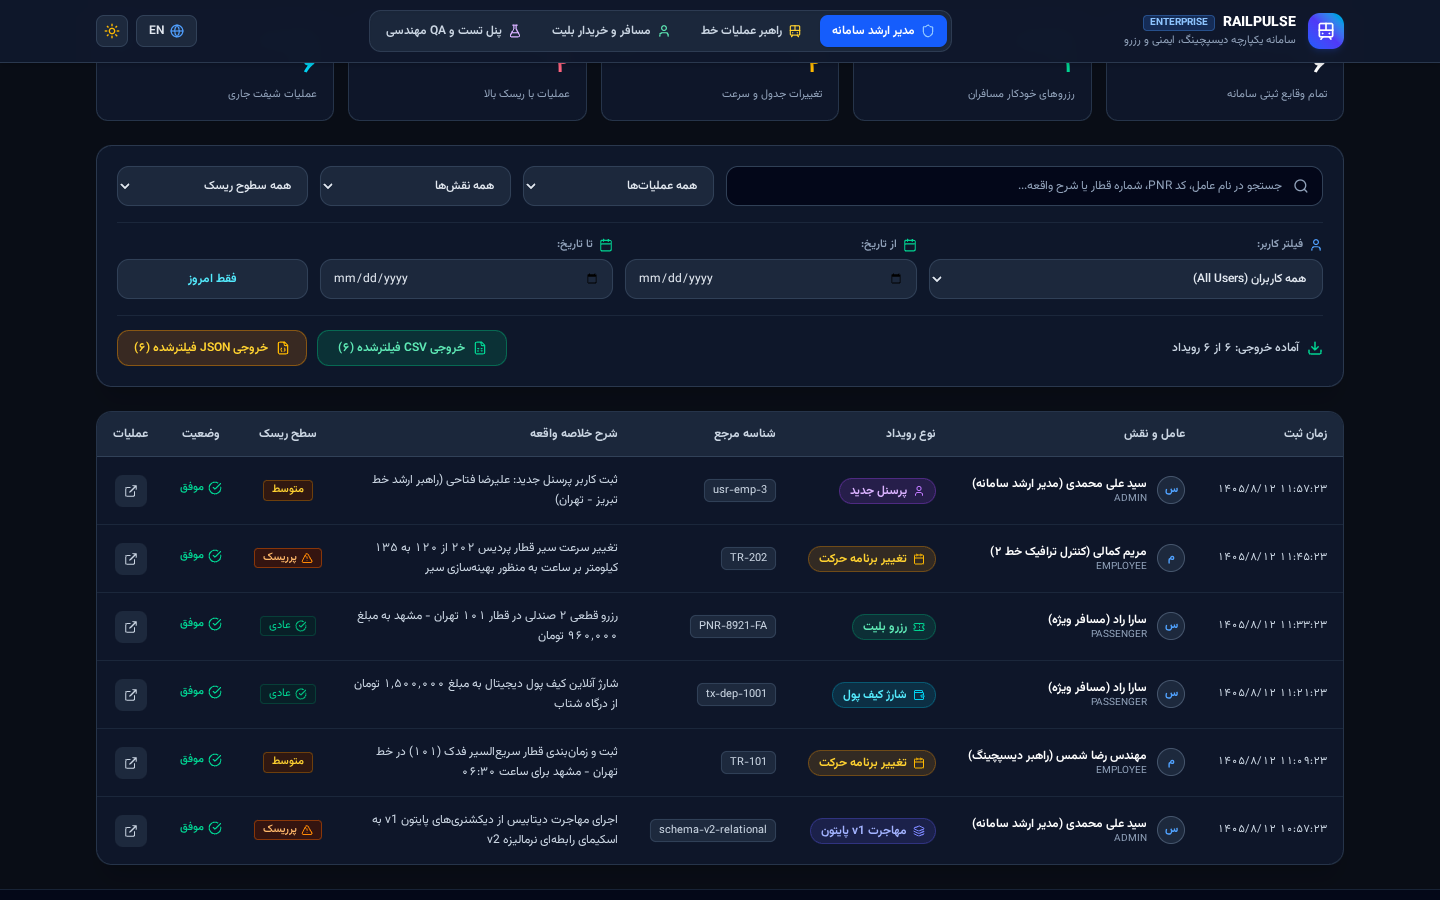 RAILPULSE ENTERPRISE
سامانه یکپارچه دیسپچینگ، ایمنی و رزرو
مدیر ارشد سامانه
راهبر عملیات خط
مسافر و خریدار بلیت
پنل تست و QA مهندسی
EN
تمام وقایع ثبتی سامانه
رزروهای خودکار مسافران
تغییرات جدول و سرعت
عملیات با ریسک بالا
عملیات شیفت جاری
جستجو در نام عامل، کد PNR، شماره قطار یا شرح واقعه...
همه عملیات‌ها
همه نقش‌ها
همه سطوح ریسک
فیلتر کاربر:
از تاریخ:
تا تاریخ:
همه کاربران (All Users)
mm/dd/yyyy
mm/dd/yyyy
فقط امروز
آماده خروجی: ۶ از ۶ رویداد
خروجی CSV فیلترشده (۶)
خروجی JSON فیلترشده (۶)
زمان ثبت
عامل و نقش
نوع رویداد
شناسه مرجع
شرح خلاصه واقعه
سطح ریسک
وضعیت
عملیات
۱۴۰۵/۸/۱۲ ۱۱:۵۷:۲۳
س
سید علی محمدی (مدیر ارشد سامانه)
ADMIN
پرسنل جدید
usr-emp-3
ثبت کاربر پرسنل جدید: علیرضا فتاحی (راهبر ارشد خط
تبریز - تهران)
متوسط
موفق
۱۴۰۵/۸/۱۲ ۱۱:۴۵:۲۳
م
مریم کمالی (کنترل ترافیک خط ۲)
EMPLOYEE
تغییر برنامه حرکت
TR-202
تغییر سرعت سیر قطار پردیس ۲۰۲ از ۱۲۰ به ۱۳۵
کیلومتر بر ساعت به منظور بهینه‌سازی سیر
پرریسک
موفق
۱۴۰۵/۸/۱۲ ۱۱:۳۳:۲۳
س
سارا راد (مسافر ویژه)
PASSENGER
رزرو بلیت
PNR-8921-FA
رزرو قطعی ۲ صندلی در قطار ۱۰۱ تهران - مشهد به مبلغ
۹۶۰,۰۰۰ تومان
عادی
موفق
۱۴۰۵/۸/۱۲ ۱۱:۲۱:۲۳
س
سارا راد (مسافر ویژه)
PASSENGER
شارژ کیف پول
tx-dep-1001
شارژ آنلاین کیف پول دیجیتال به مبلغ ۱,۵۰۰,۰۰۰ تومان
از درگاه شتاب
عادی
موفق
۱۴۰۵/۸/۱۲ ۱۱:۰۹:۲۳
م
مهندس رضا شمس (راهبر دیسپچینگ)
EMPLOYEE
تغییر برنامه حرکت
TR-101
ثبت و زمان‌بندی قطار سریع‌السیر فدک (۱۰۱) در خط
تهران - مشهد برای ساعت ۰۶:۳۰
متوسط
موفق
۱۴۰۵/۸/۱۲ ۱۰:۵۷:۲۳
س
سید علی محمدی (مدیر ارشد سامانه)
ADMIN
مهاجرت v1 پایتون
schema-v2-relational
اجرای مهاجرت دیتابیس از دیکشنری‌های پایتون v1 به
اسکیمای رابطه‌ای نرمالیزه v2
پرریسک
موفق